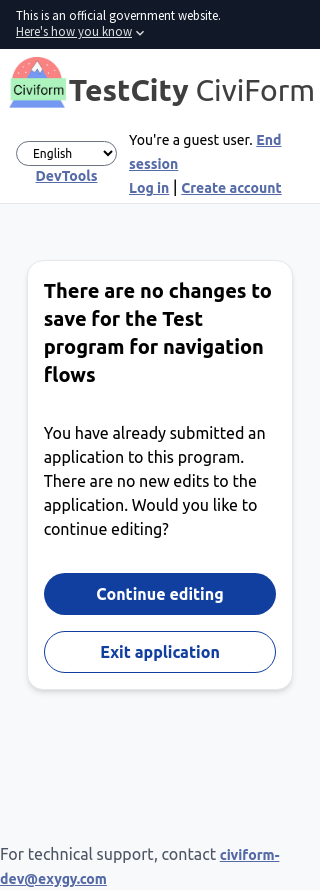 This is an official government website.
Here's how you know
Civiform
TestCity CiviForm
English
DevTools
You're a guest user. End
session
Log in | Create account
There are no changes to
save for the Test
program for navigation
flows
You have already submitted an
application to this program.
There are no new edits to the
application. Would you like to
continue editing?
Continue editing
Exit application
For technical support, contact civiform-
dev@exygy.com